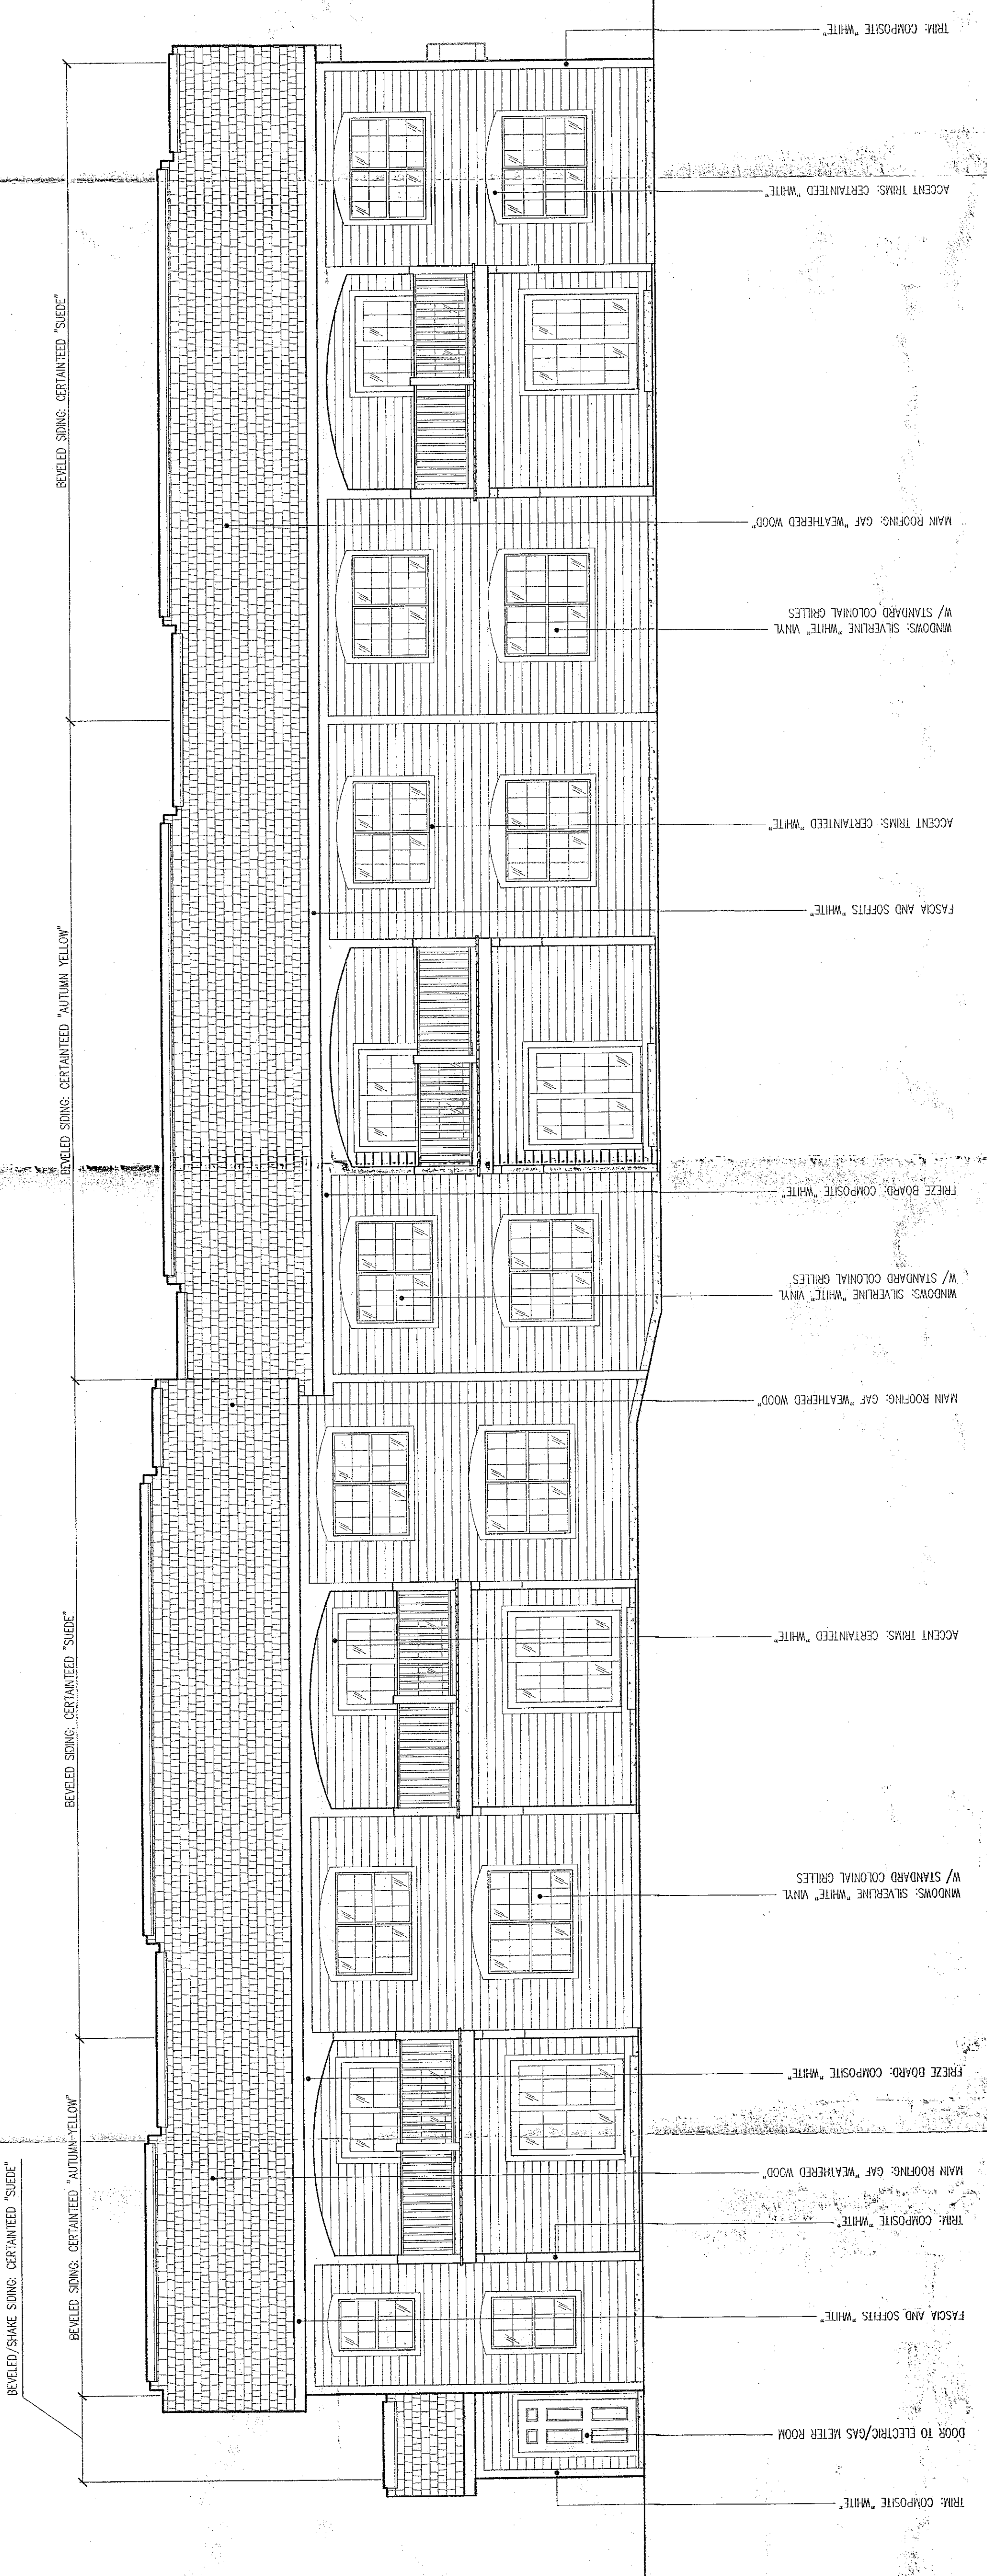 BEVELED/SHAKE SIDING: CERTAINTEED "SUEDE"
BEVELED SIDING: CERTAINTEED "AUTUMN YELLOW"
BEVELED SIDING: CERTAINTEED "SUEDE"
BEVELED SIDING: CERTAINTEED "AUTUMN YELLOW"
BEVELED SIDING: CERTAINTEED "SUEDE"
TRIM: COMPOSITE "WHITE"
ACCENT TRIMS: CERTAINTEED "WHITE"
MAIN ROOFING: GAF "WEATHERED WOOD"
WINDOWS: SILVERLINE "WHITE" VINYL
W/ STANDARD COLONIAL GRILLES
ACCENT TRIMS: CERTAINTEED "WHITE"
FASCIA AND SOFFITS "WHITE"
FRIEZE BOARD: COMPOSITE "WHITE"
WINDOWS: SILVERLINE "WHITE" VINYL
W/ STANDARD COLONIAL GRILLES
MAIN ROOFING: GAF "WEATHERED WOOD"
ACCENT TRIMS: CERTAINTEED "WHITE"
WINDOWS: SILVERLINE "WHITE" VINYL
W/ STANDARD COLONIAL GRILLES
FRIEZE BOARD: COMPOSITE "WHITE"
MAIN ROOFING: GAF "WEATHERED WOOD"
TRIM: COMPOSITE "WHITE"
FASCIA AND SOFFITS "WHITE"
DOOR TO ELECTRIC/GAS METER ROOM
TRIM: COMPOSITE "WHITE"